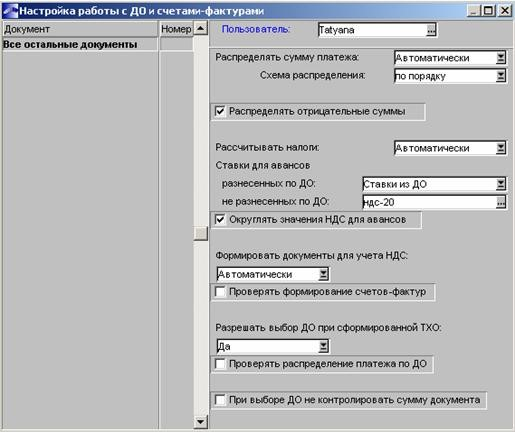 Настройка работы с ДО и счетами-фактурами
Документ Номер
Все остальные документы
Пользователь: Tatyana ...
Распределять сумму платежа: Автоматически
Схема распределения: по порядку
Распределять отрицательные суммы
Рассчитывать налоги: Автоматически
Ставки для авансов
разнесенных по ДО: Ставки из ДО
не разнесенных по ДО: ндс-20 ...
Округлять значения НДС для авансов
Формировать документы для учета НДС:
Автоматически
Проверять формирование счетов-фактур
Разрешать выбор ДО при сформированной ТХО:
Да
Проверять распределение платежа по ДО
При выборе ДО не контролировать сумму документа